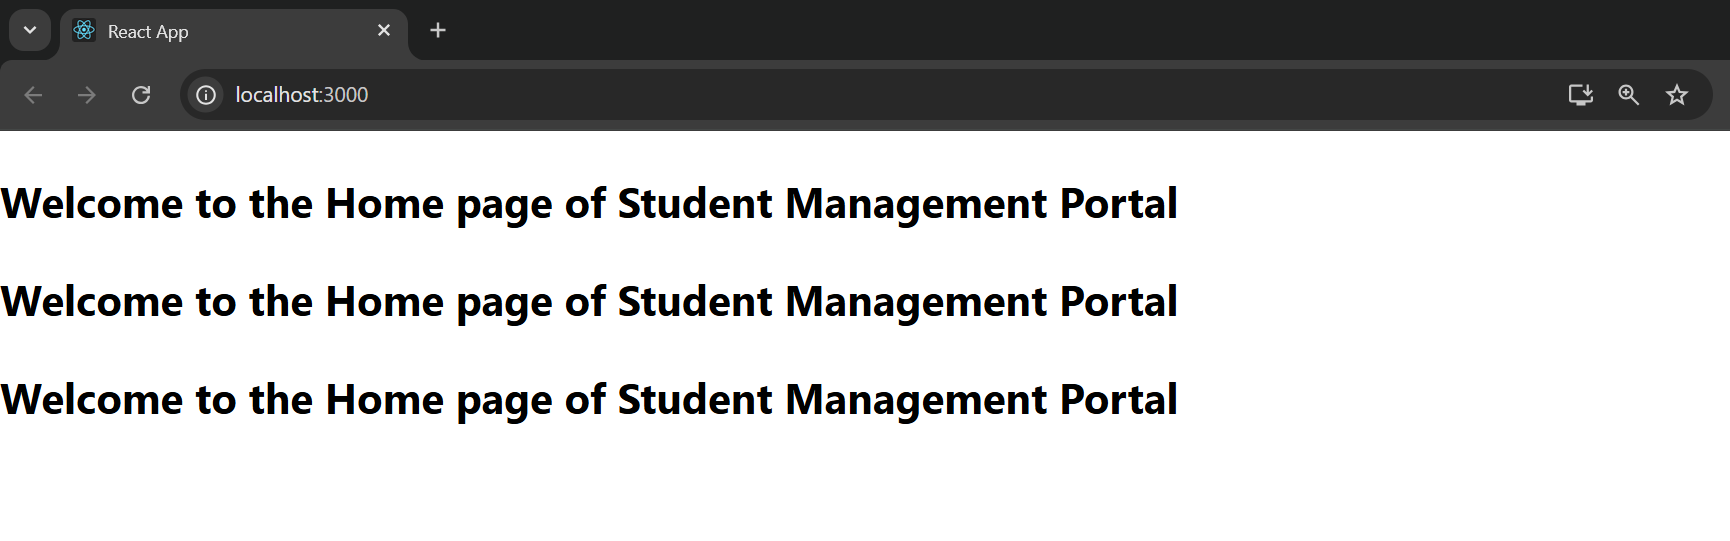 React App
localhost:3000
Welcome to the Home page of Student Management Portal
Welcome to the Home page of Student Management Portal
Welcome to the Home page of Student Management Portal